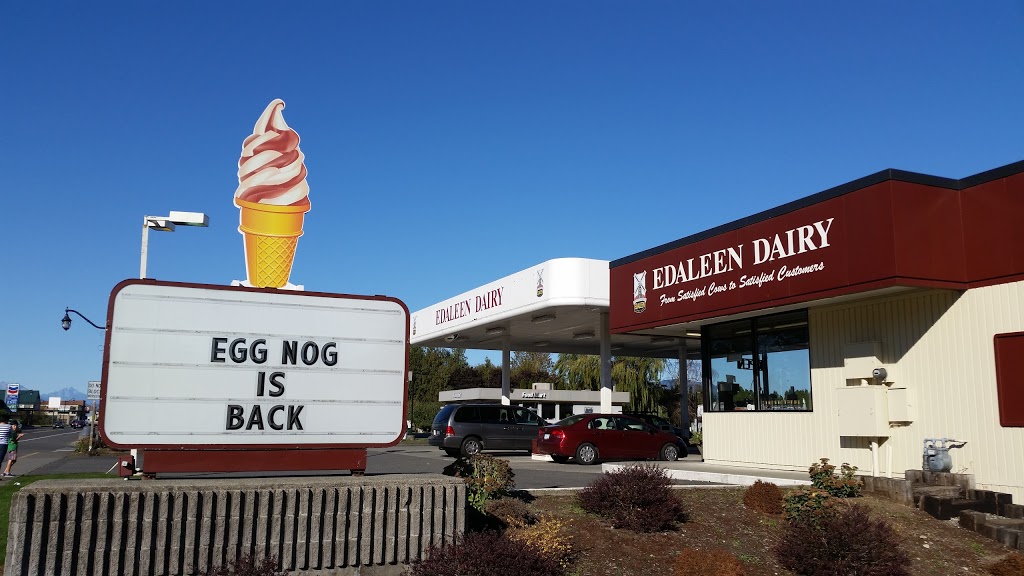 EGG NOG
IS
BACK
EDALEEN DAIRY
EDALEEN DAIRY
From Satisfied Cows to Satisfied Customers